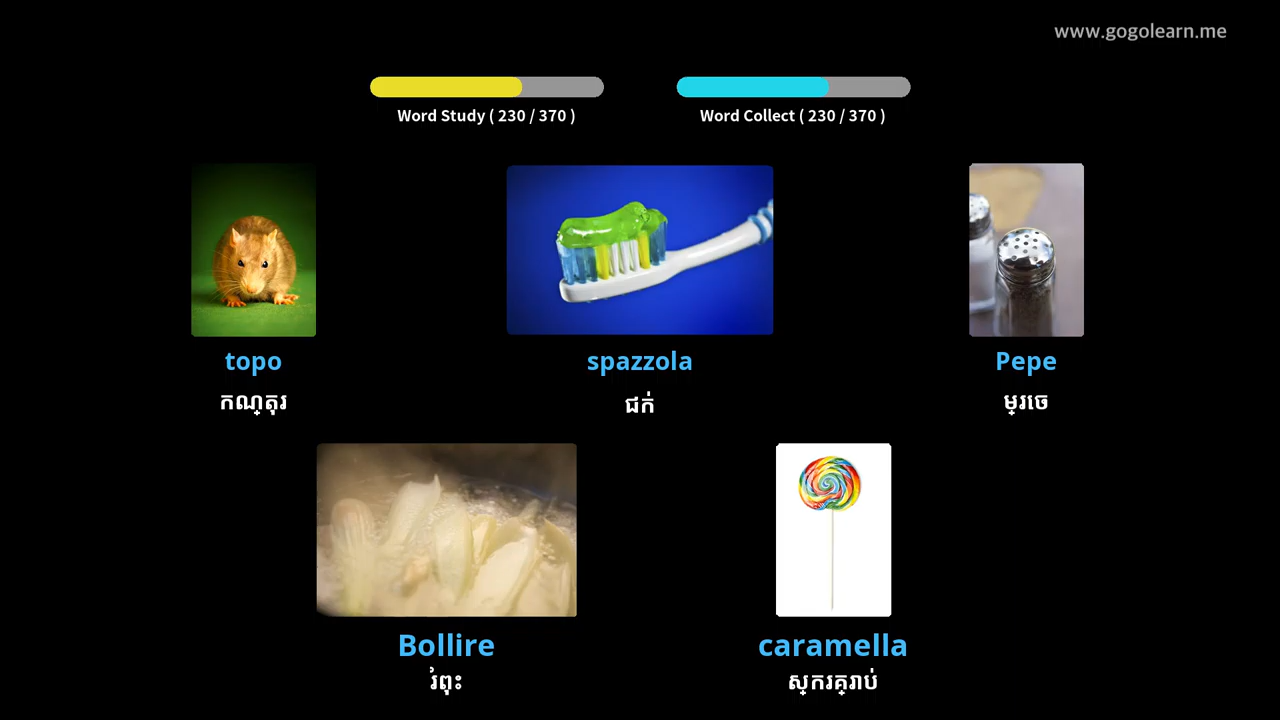 www.gogolearn.me
Word Study ( 230 / 370 )
Word Collect ( 230 / 370 )
topo
spazzola
Pepe
កណ្តុរ
ជក់
ម្រេច
Bollire
caramella
រំពុះ
ស្ករគ្រាប់